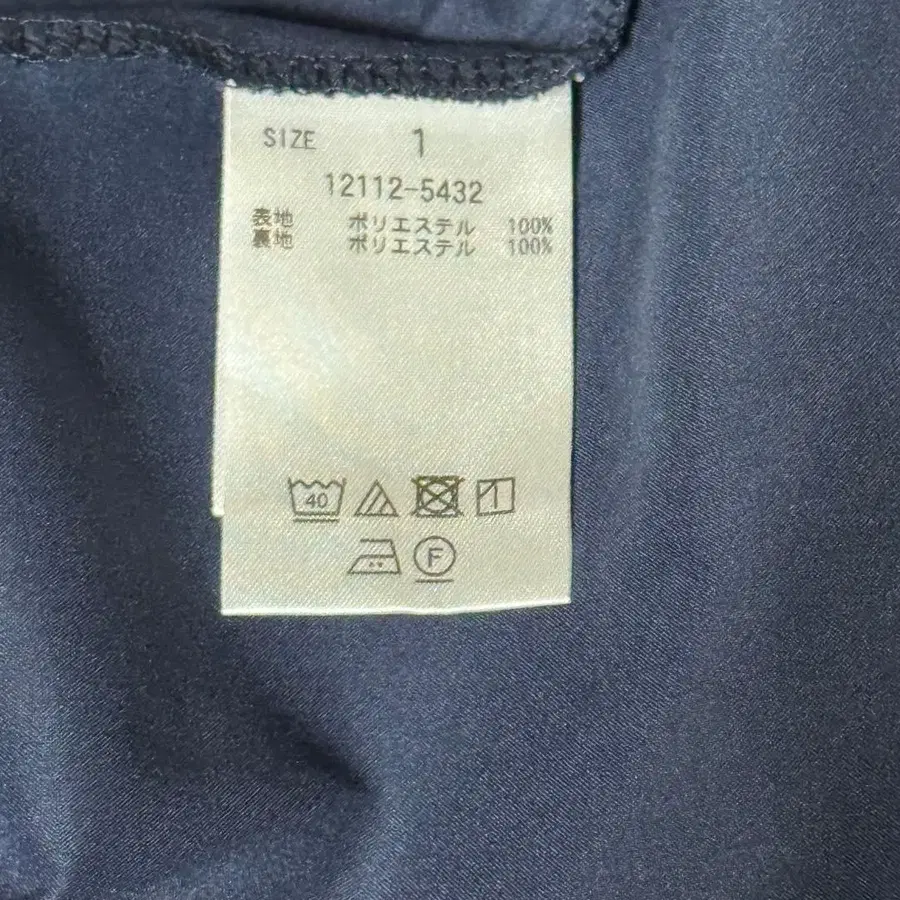 SIZE 1
12112-5432
表地 ポリエステル 100%
裏地 ポリエステル 100%
40
F